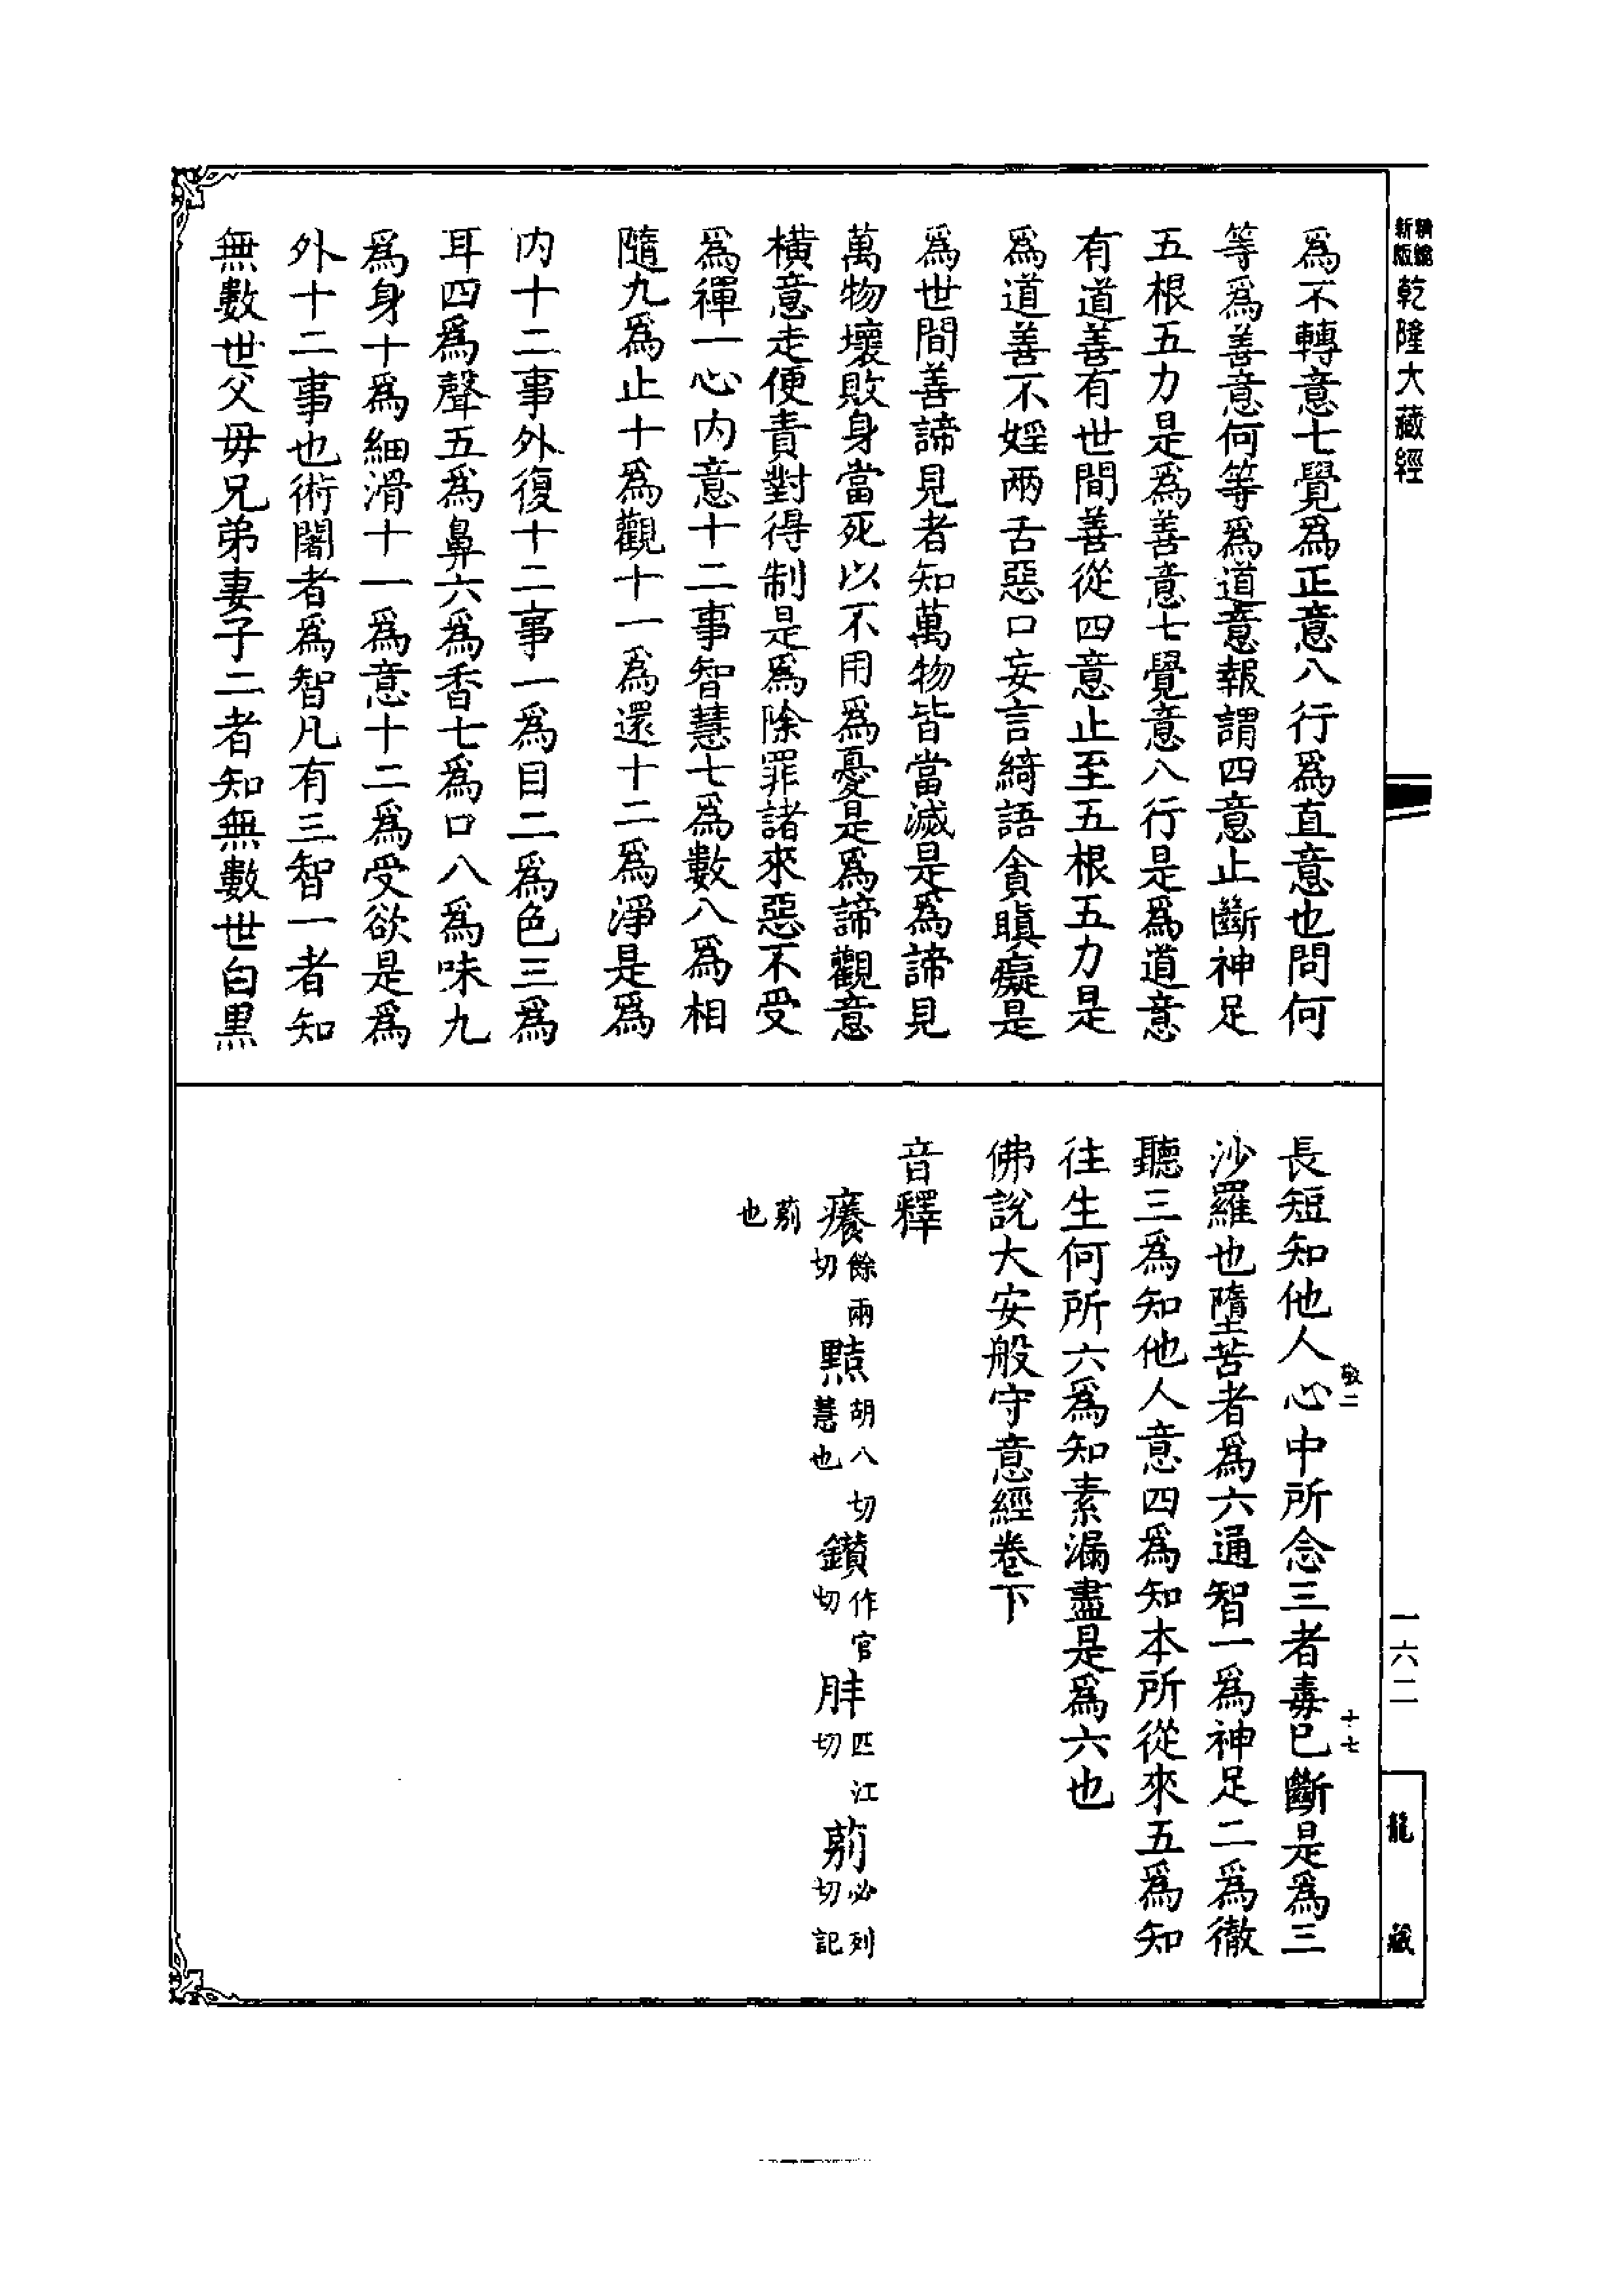 新編縮版乾隆大藏經
爲不轉意七覺爲正意八行爲直意也問何
等爲善意何等爲道意報謂四意止斷神足
五根五力是爲善意七覺意八行是爲道意
有道善有世間善從四意止至五根五力是
爲道善不婬兩舌惡口妄言綺語貪瞋癡是
爲世間善諦見者知萬物皆當滅是爲諦見
萬物壞敗身當死以不用爲憂是爲諦觀意
橫意走便責對得制是爲除罪諸來惡不受
爲禪一心内意十二事智慧七爲數八爲相
隨九爲止十爲觀十一爲還十二爲淨是爲
内十二事外復十二事一爲目二爲色三爲
耳四爲聲五爲鼻六爲香七爲口八爲味九
爲身十爲細滑十一爲意十二爲受欲是爲
外十二事也術闍者爲智凡有三智一者知
無數世父母兄弟妻子二者知無數世白黑
長短知他人心中所念三者毒已斷是爲三
沙羅也墮苦者爲六通智一爲神足二爲徹
聽三爲知他人意四爲知本所從來五爲知
往生何所六爲知素漏盡是爲六也
佛說大安般守意經卷下
音釋
癢餘兩切黠胡八切慧也鑽作官切胖匹江切莂必列切記
莂也
敬二
十七
一六二
龍藏